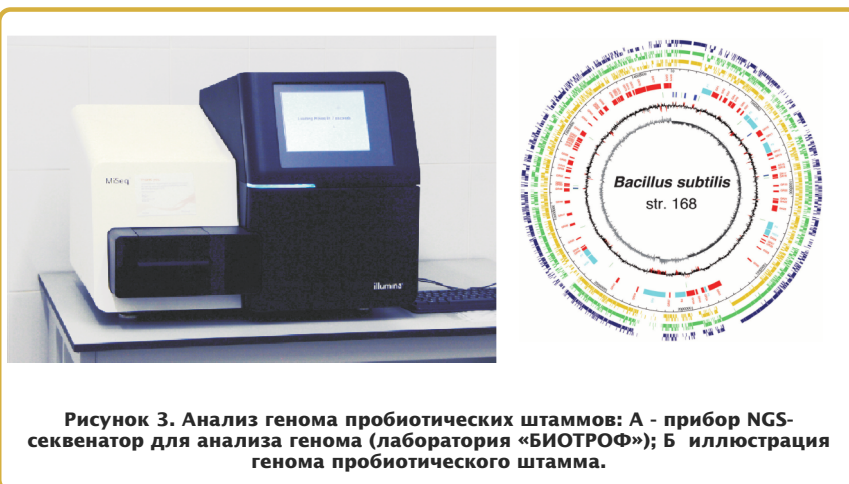 MiSeq
illumina
Bacillus subtilis
str. 168
Рисунок 3. Анализ генома пробиотических штаммов: А - прибор NGS-
секвенатор для анализа генома (лаборатория «БИОТРОФ»); Б иллюстрация
генома пробиотического штамма.